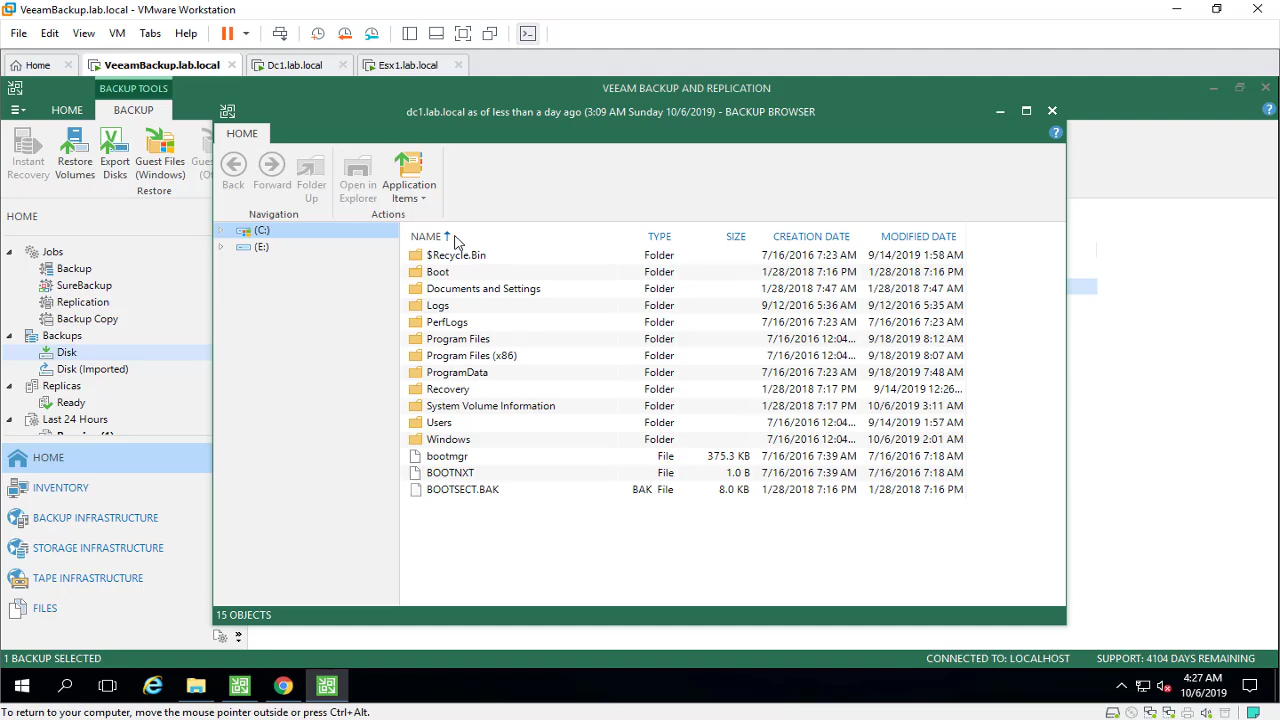 VeeamBackup.lab.local - VMware Workstation
File Edit View VM Tabs Help
Home VeeamBackup.lab.local Dc1.lab.local Esx1.lab.local
BACKUP TOOLS VEEAM BACKUP AND REPLICATION
HOME BACKUP
dc1.lab.local as of less than a day ago (3:09 AM Sunday 10/6/2019) - BACKUP BROWSER
HOME
Instant Recovery
Restore Volumes
Export Disks
Guest Files (Windows)
Restore
Back
Forward
Folder Up
Navigation
Open in Explorer
Application Items
Actions
HOME
Jobs
Backup
SureBackup
Replication
Backup Copy
Backups
Disk
Disk (Imported)
Replicas
Ready
Last 24 Hours
HOME
INVENTORY
BACKUP INFRASTRUCTURE
STORAGE INFRASTRUCTURE
TAPE INFRASTRUCTURE
FILES
(C:)
(E:)
NAME TYPE SIZE CREATION DATE MODIFIED DATE
$Recycle.Bin Folder 7/16/2016 7:23 AM 9/14/2019 1:58 AM
Boot Folder 1/28/2018 7:16 PM 1/28/2018 7:16 PM
Documents and Settings Folder 1/28/2018 7:47 AM 1/28/2018 7:47 AM
Logs Folder 9/12/2016 5:36 AM 9/12/2016 5:35 AM
PerfLogs Folder 7/16/2016 7:23 AM 7/16/2016 7:23 AM
Program Files Folder 7/16/2016 12:04... 9/18/2019 8:12 AM
Program Files (x86) Folder 7/16/2016 12:04... 9/18/2019 8:07 AM
ProgramData Folder 7/16/2016 7:23 AM 9/18/2019 7:48 AM
Recovery Folder 1/28/2018 7:17 PM 9/14/2019 12:26...
System Volume Information Folder 1/28/2018 7:17 PM 10/6/2019 3:11 AM
Users Folder 7/16/2016 12:04... 9/14/2019 1:57 AM
Windows Folder 7/16/2016 12:04... 10/6/2019 2:01 AM
bootmgr File 375.3 KB 7/16/2016 7:39 AM 7/16/2016 7:18 AM
BOOTNXT File 1.0 B 7/16/2016 7:39 AM 7/16/2016 7:18 AM
BOOTSECT.BAK BAK File 8.0 KB 1/28/2018 7:16 PM 1/28/2018 7:16 PM
15 OBJECTS
1 BACKUP SELECTED CONNECTED TO: LOCALHOST SUPPORT: 4104 DAYS REMAINING
4:27 AM
10/6/2019
To return to your computer, move the mouse pointer outside or press Ctrl+Alt.